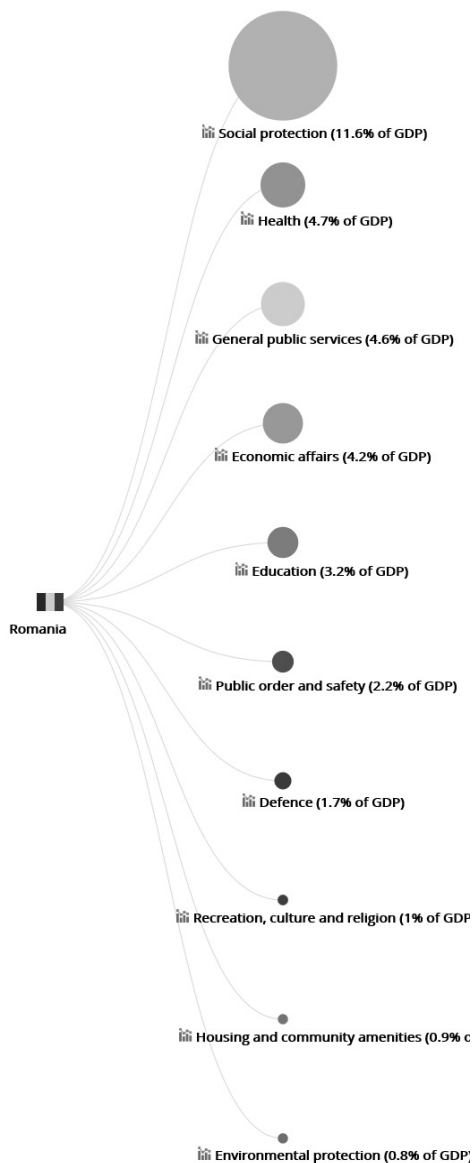 Social protection (11.6% of GDP)
Health (4.7% of GDP)
General public services (4.6% of GDP)
Economic affairs (4.2% of GDP)
Education (3.2% of GDP)
Romania
Public order and safety (2.2% of GDP)
Defence (1.7% of GDP)
Recreation, culture and religion (1% of GDP
Housing and community amenities (0.9% o
Environmental protection (0.8% of GDP)